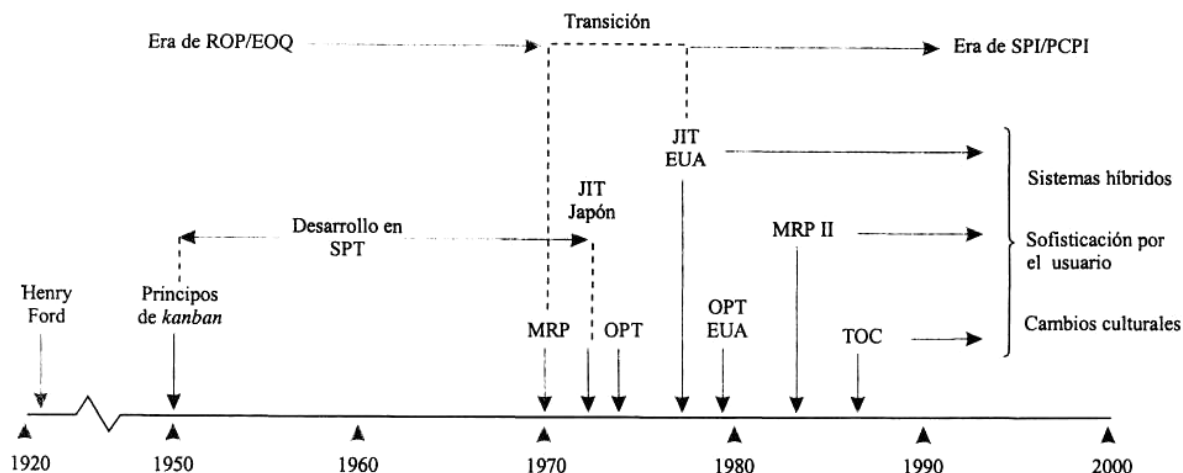 Transición
Era de ROP/EOQ
Era de SPI/PCPI
JIT
EUA
Sistemas híbridos
JIT
Japón
Desarrollo en
SPT
MRP II
Sofisticación por
el usuario
Henry
Ford
Principos
de kanban
MRP
OPT
OPT
EUA
TOC
Cambios culturales
1920
1950
1960
1970
1980
1990
2000